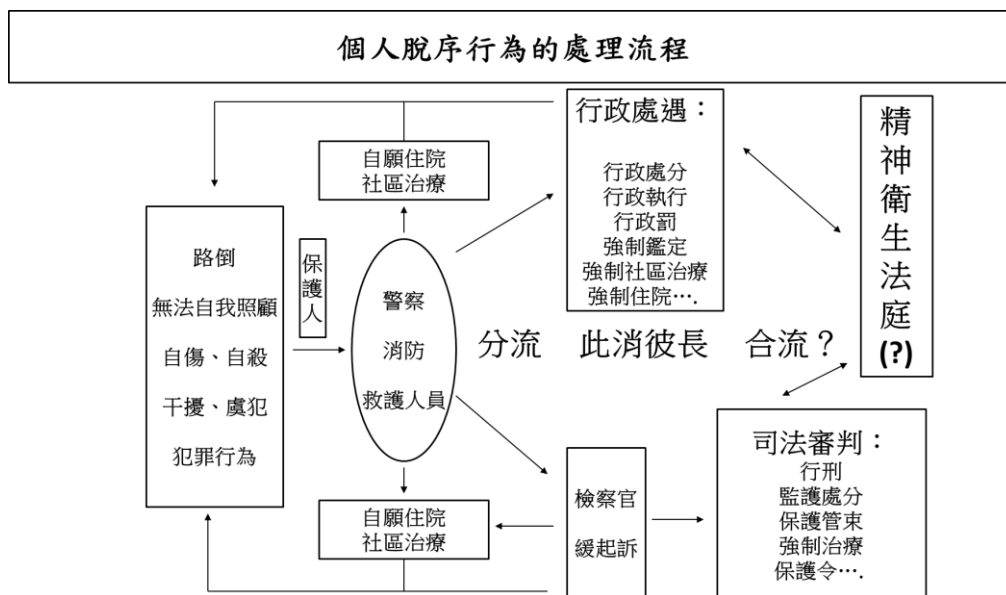 個人脫序行為的處理流程
自願住院
社區治療
行政處遇：
行政處分
行政執行
行政罰
強制鑑定
強制社區治療
強制住院….
精神衛生法庭(?)
路倒
無法自我照顧
自傷、自殺
干擾、虞犯
犯罪行為
保護人
警察
消防
救護人員
分流 此消彼長 合流？
自願住院
社區治療
檢察官
緩起訴
司法審判：
行刑
監護處分
保護管束
強制治療
保護令….